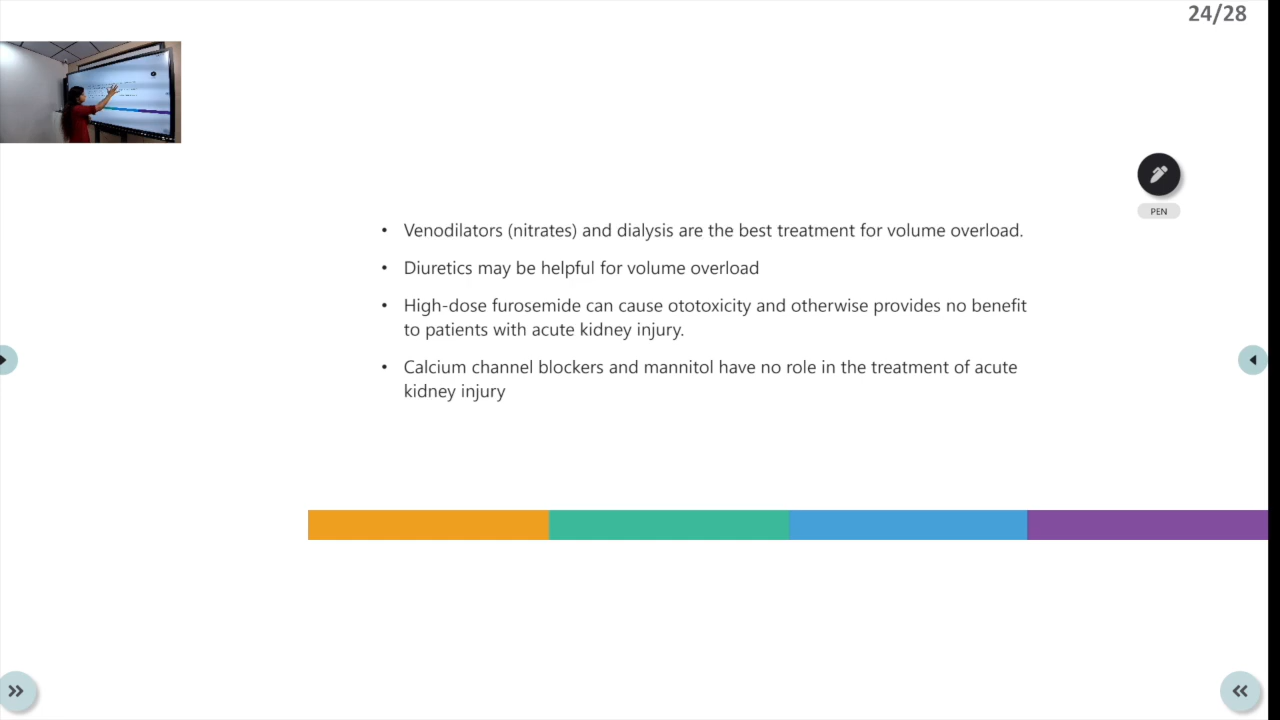 24/28
PEN
• Venodilators (nitrates) and dialysis are the best treatment for volume overload.
• Diuretics may be helpful for volume overload
• High-dose furosemide can cause ototoxicity and otherwise provides no benefit
to patients with acute kidney injury.
• Calcium channel blockers and mannitol have no role in the treatment of acute
kidney injury